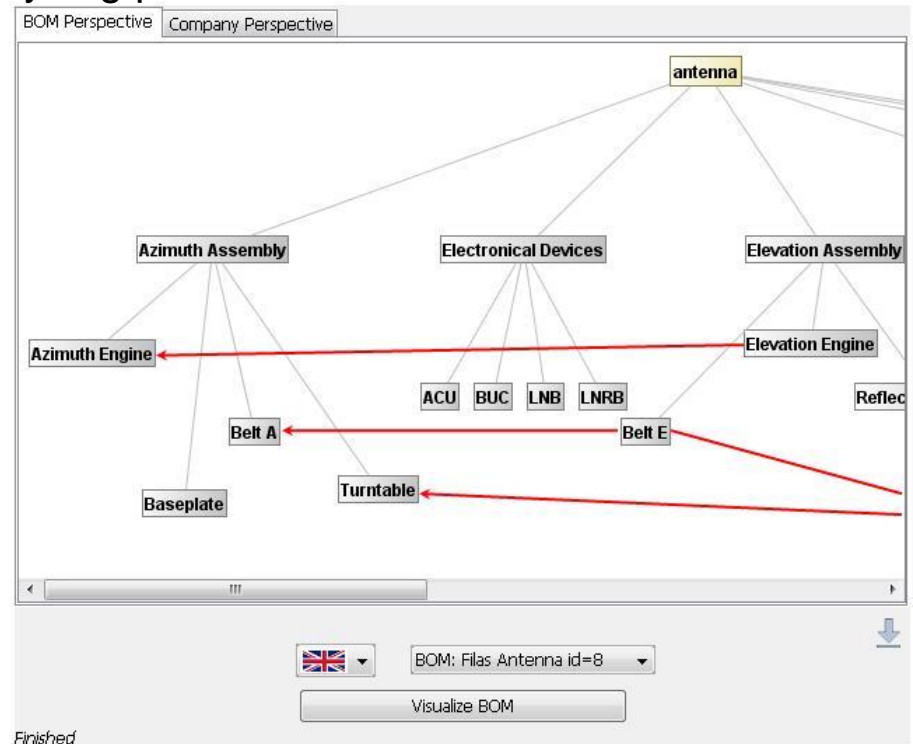 BOM Perspective Company Perspective
antenna
Azimuth Assembly Electronical Devices Elevation Assembly
Azimuth Engine Elevation Engine
ACU BUC LNB LNRB Reflec
Belt A Belt E
Baseplate Turntable
BOM: Filas Antenna id=8
Visualize BOM
Finished